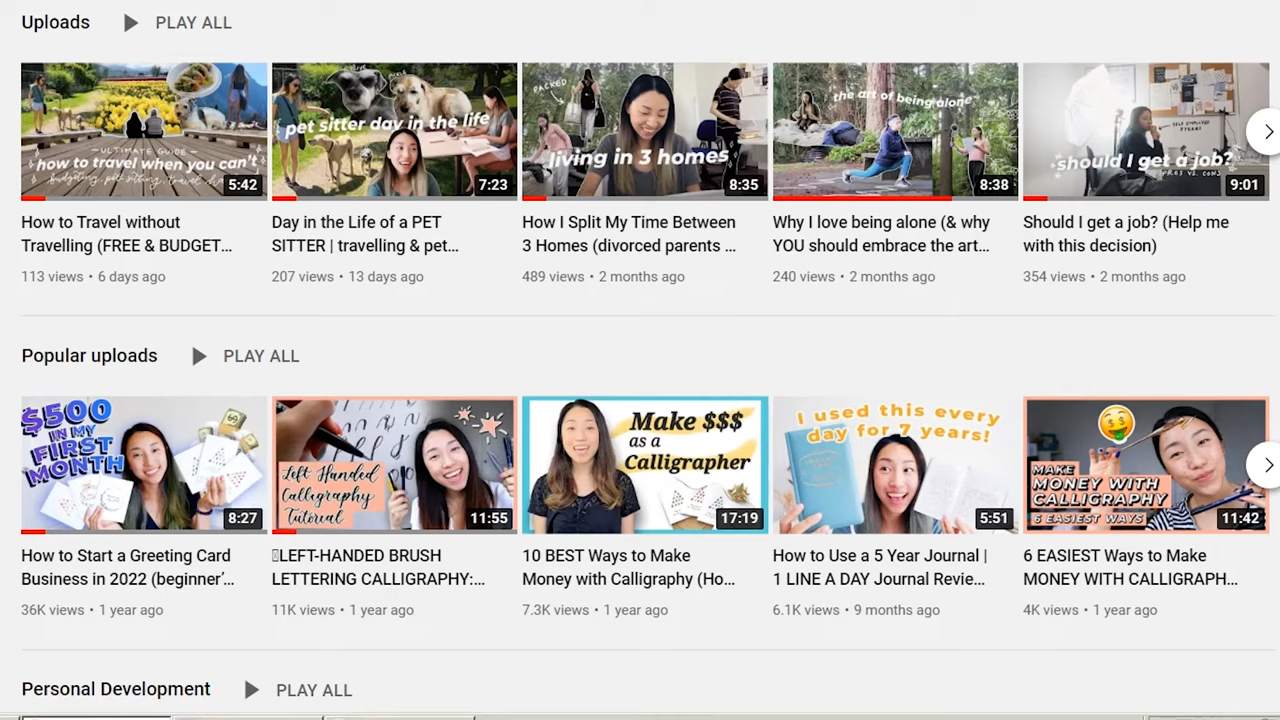 Uploads PLAY ALL
ULTIMATE GUIDE
how to travel when you can't
budgeting, pet sitting, travel
5:42
pet sitter day in the life
7:23
PACKED
living in 3 homes
8:35
the art of being alone
8:38
SELF EMPLOYED
7 YEARS
should I get a job?
PROS VS. CONS
9:01
How to Travel without
Travelling (FREE & BUDGET...
113 views • 6 days ago
Day in the Life of a PET
SITTER | travelling & pet...
207 views • 13 days ago
How I Split My Time Between
3 Homes (divorced parents ...
489 views • 2 months ago
Why I love being alone (& why
YOU should embrace the art...
240 views • 2 months ago
Should I get a job? (Help me
with this decision)
354 views • 2 months ago
Popular uploads PLAY ALL
$500
IN MY
FIRST
MONTH
8:27
Left Handed
Calligraphy
Tutorial
11:55
Make $$$
as a
Calligrapher
17:19
I used this every
day for 7 years!
5:51
MAKE
MONEY WITH
CALLIGRAPHY
6 EASIEST WAYS
11:42
How to Start a Greeting Card
Business in 2022 (beginner'...
36K views • 1 year ago
LEFT-HANDED BRUSH
LETTERING CALLIGRAPHY:...
11K views • 1 year ago
10 BEST Ways to Make
Money with Calligraphy (Ho...
7.3K views • 1 year ago
How to Use a 5 Year Journal |
1 LINE A DAY Journal Revie...
6.1K views • 9 months ago
6 EASIEST Ways to Make
MONEY WITH CALLIGRAPH...
4K views • 1 year ago
Personal Development PLAY ALL